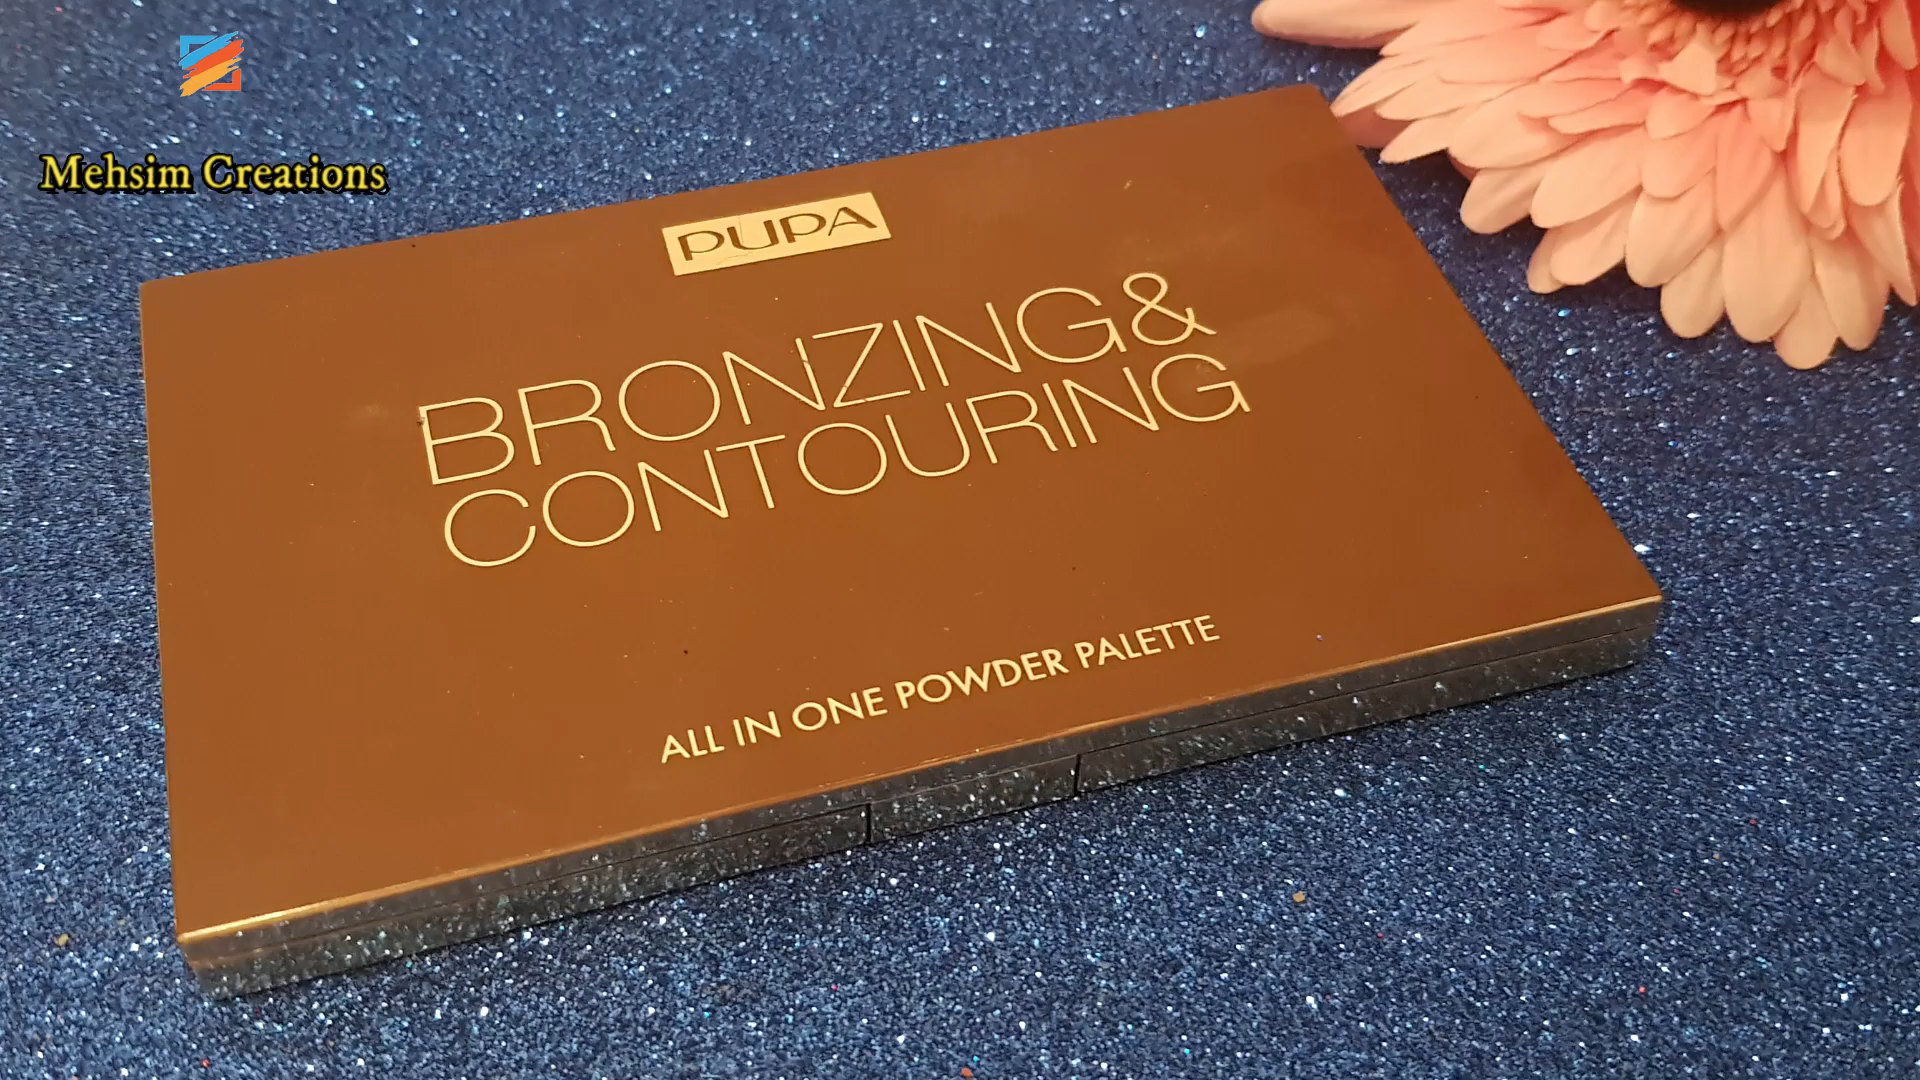 Mehsim Creations
PUPA
BRONZING&
CONTOURING
ALL IN ONE POWDER PALETTE